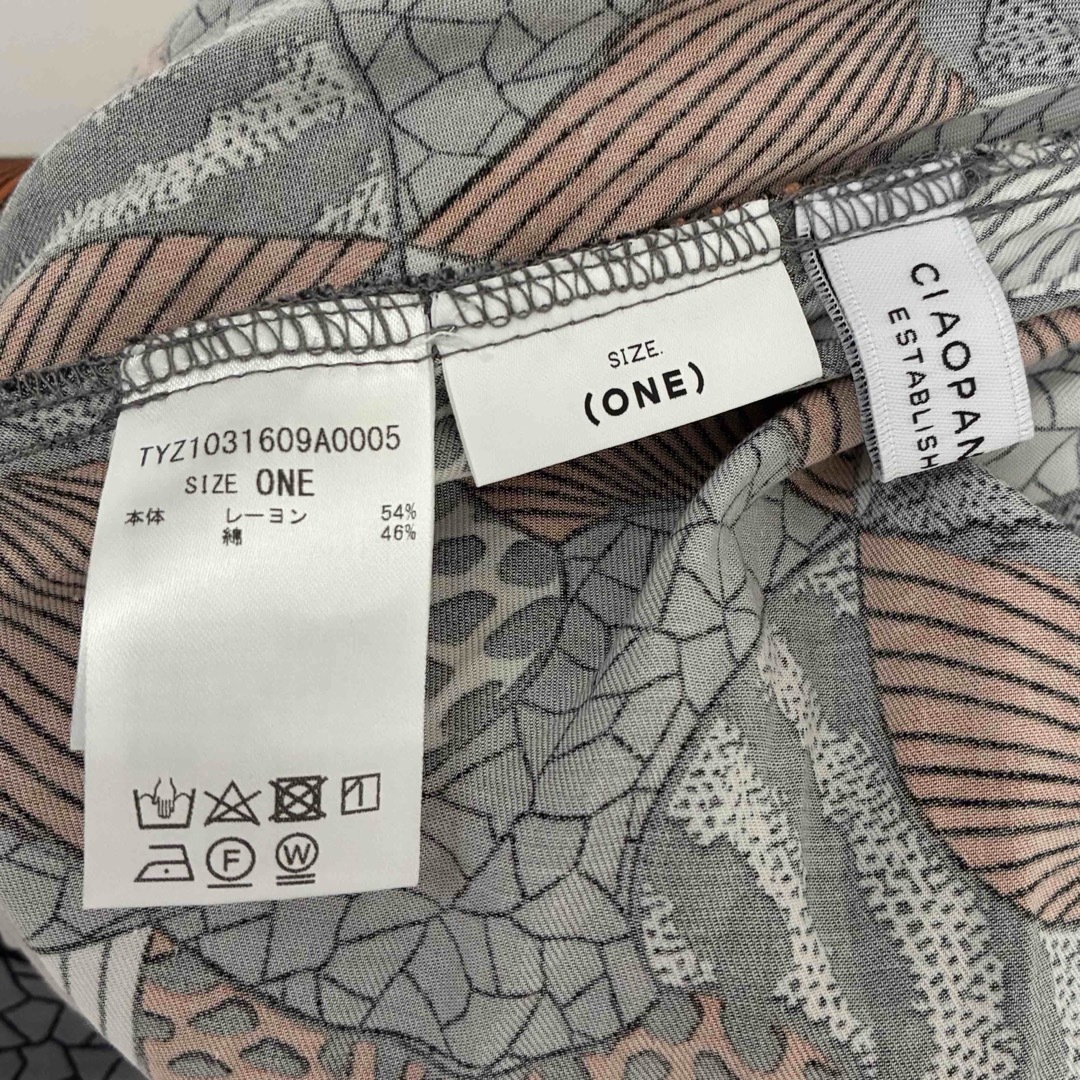 TYZ1031609A0005
SIZE ONE
本体 レーヨン 54%
綿 46%
F
W
SIZE.
(ONE)
CIAOPAN
ESTABLISH